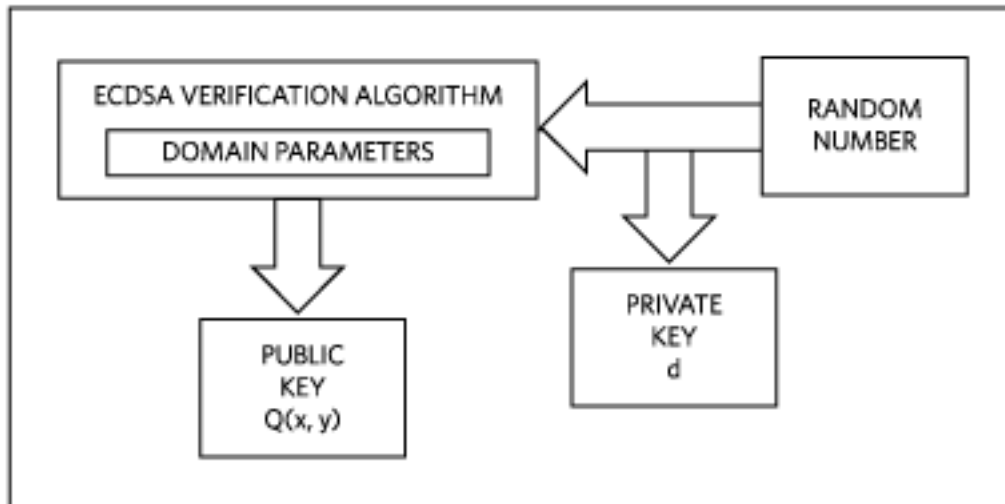 ECDSA VERIFICATION ALGORITHM
DOMAIN PARAMETERS
RANDOM
NUMBER
PUBLIC
KEY
Q(x, y)
PRIVATE
KEY
d